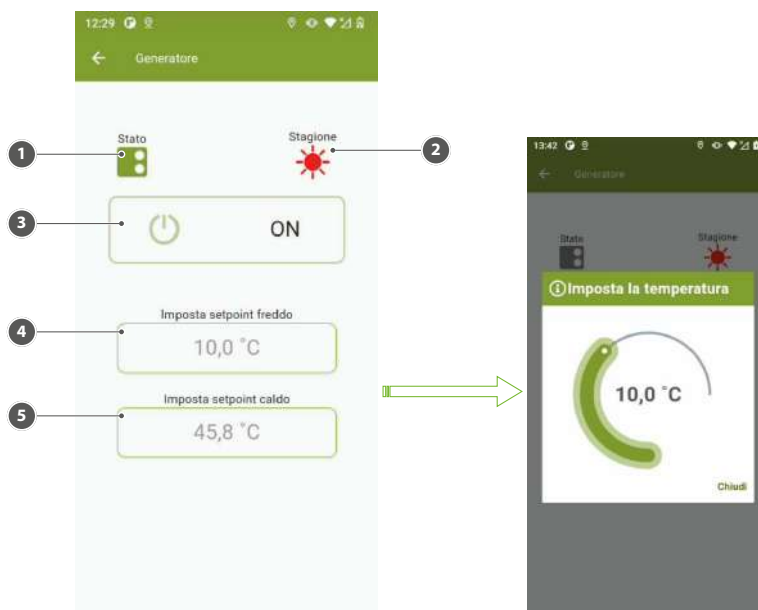 12:29
Generatore
Stato
Stagione
1
2
3
ON
Imposta setpoint freddo
4
10,0 °C
Imposta setpoint caldo
5
45,8 °C
13:42
Generatore
Stato
Stagione
Imposta la temperatura
10,0 °C
Chiudi